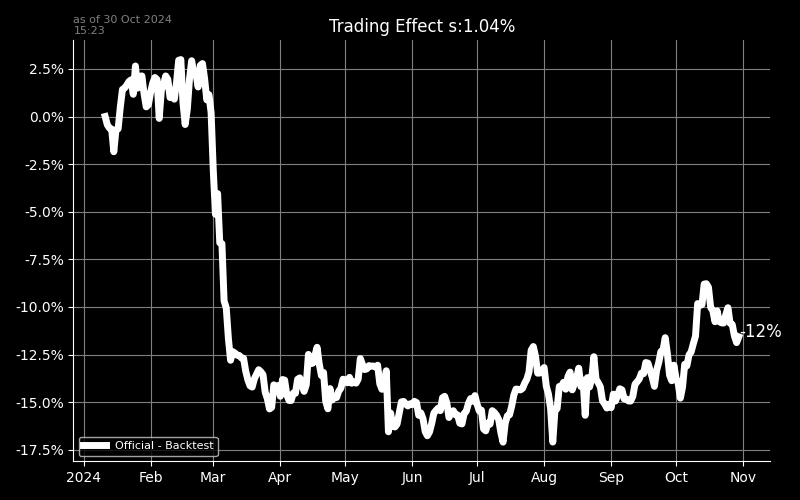 as of 30 Oct 2024
15:23
Trading Effect s:1.04%
2.5%
0.0%
-2.5%
-5.0%
-7.5%
-10.0%
-12.5%
-15.0%
-17.5%
-12%
Official - Backtest
2024 Feb Mar Apr May Jun Jul Aug Sep Oct Nov